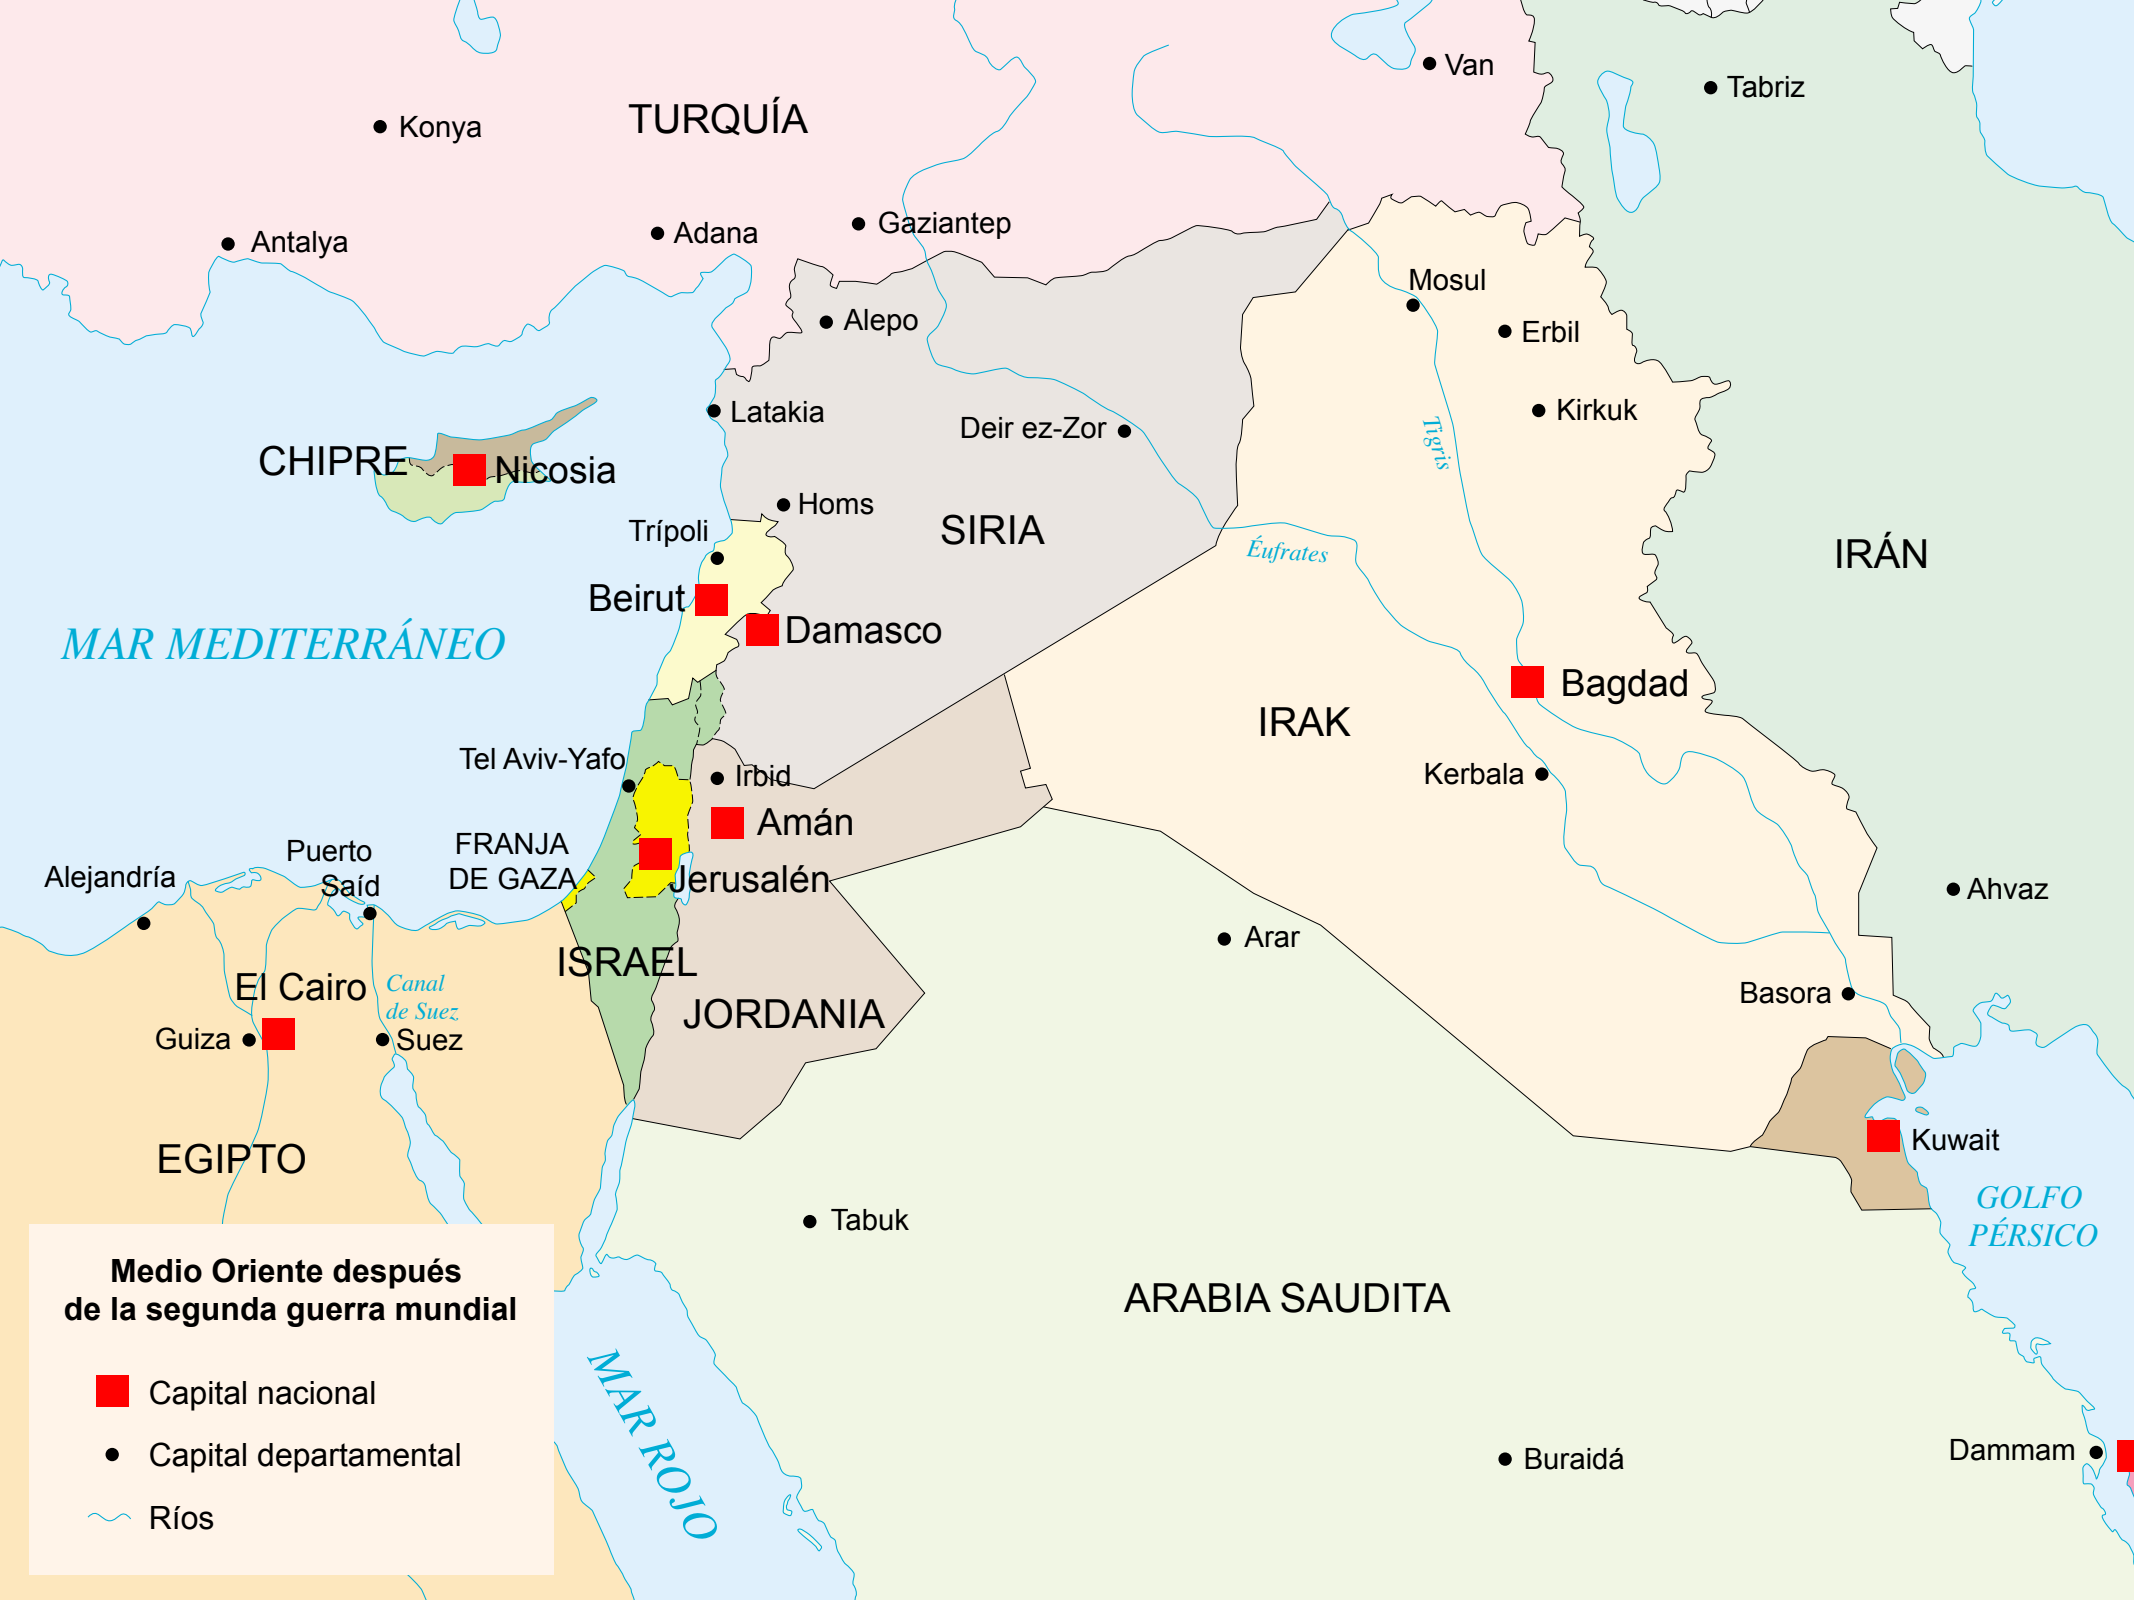 Van
Tabriz
Konya
TURQUÍA
Antalya
Adana
Gaziantep
Mosul
Alepo
Erbil
Latakia
Deir ez-Zor
Kirkuk
Tigris
CHIPRE
Nicosia
Homs
Trípoli
SIRIA
Éufrates
IRÁN
Beirut
Damasco
MAR MEDITERRÁNEO
Bagdad
IRAK
Tel Aviv-Yafo
Irbid
Kerbala
Amán
FRANJA
DE GAZA
Puerto
Saíd
Alejandría
Jerusalén
Ahvaz
Arar
ISRAEL
El Cairo
Canal
de Suez
Basora
JORDANIA
Guiza
Suez
EGIPTO
Kuwait
Tabuk
GOLFO
PÉRSICO
ARABIA SAUDITA
MAR ROJO
Buraidá
Dammam
Medio Oriente después
de la segunda guerra mundial
Capital nacional
Capital departamental
Ríos